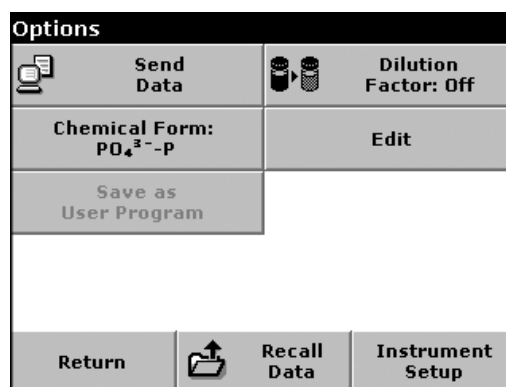 Options
Send
Data
Dilution
Factor: Off
Chemical Form:
PO₄³⁻-P
Edit
Save as
User Program
Return
Recall
Data
Instrument
Setup